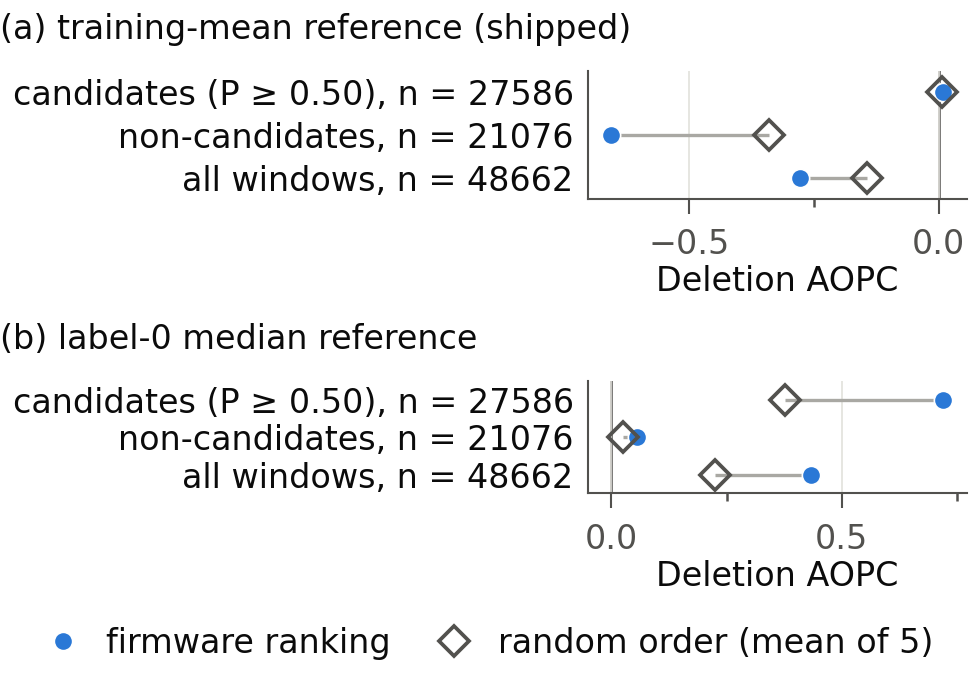 (a) training-mean reference (shipped)
candidates (P ≥ 0.50), n = 27586
non-candidates, n = 21076
all windows, n = 48662
−0.5 0.0
Deletion AOPC
(b) label-0 median reference
candidates (P ≥ 0.50), n = 27586
non-candidates, n = 21076
all windows, n = 48662
0.0 0.5
Deletion AOPC
firmware ranking random order (mean of 5)